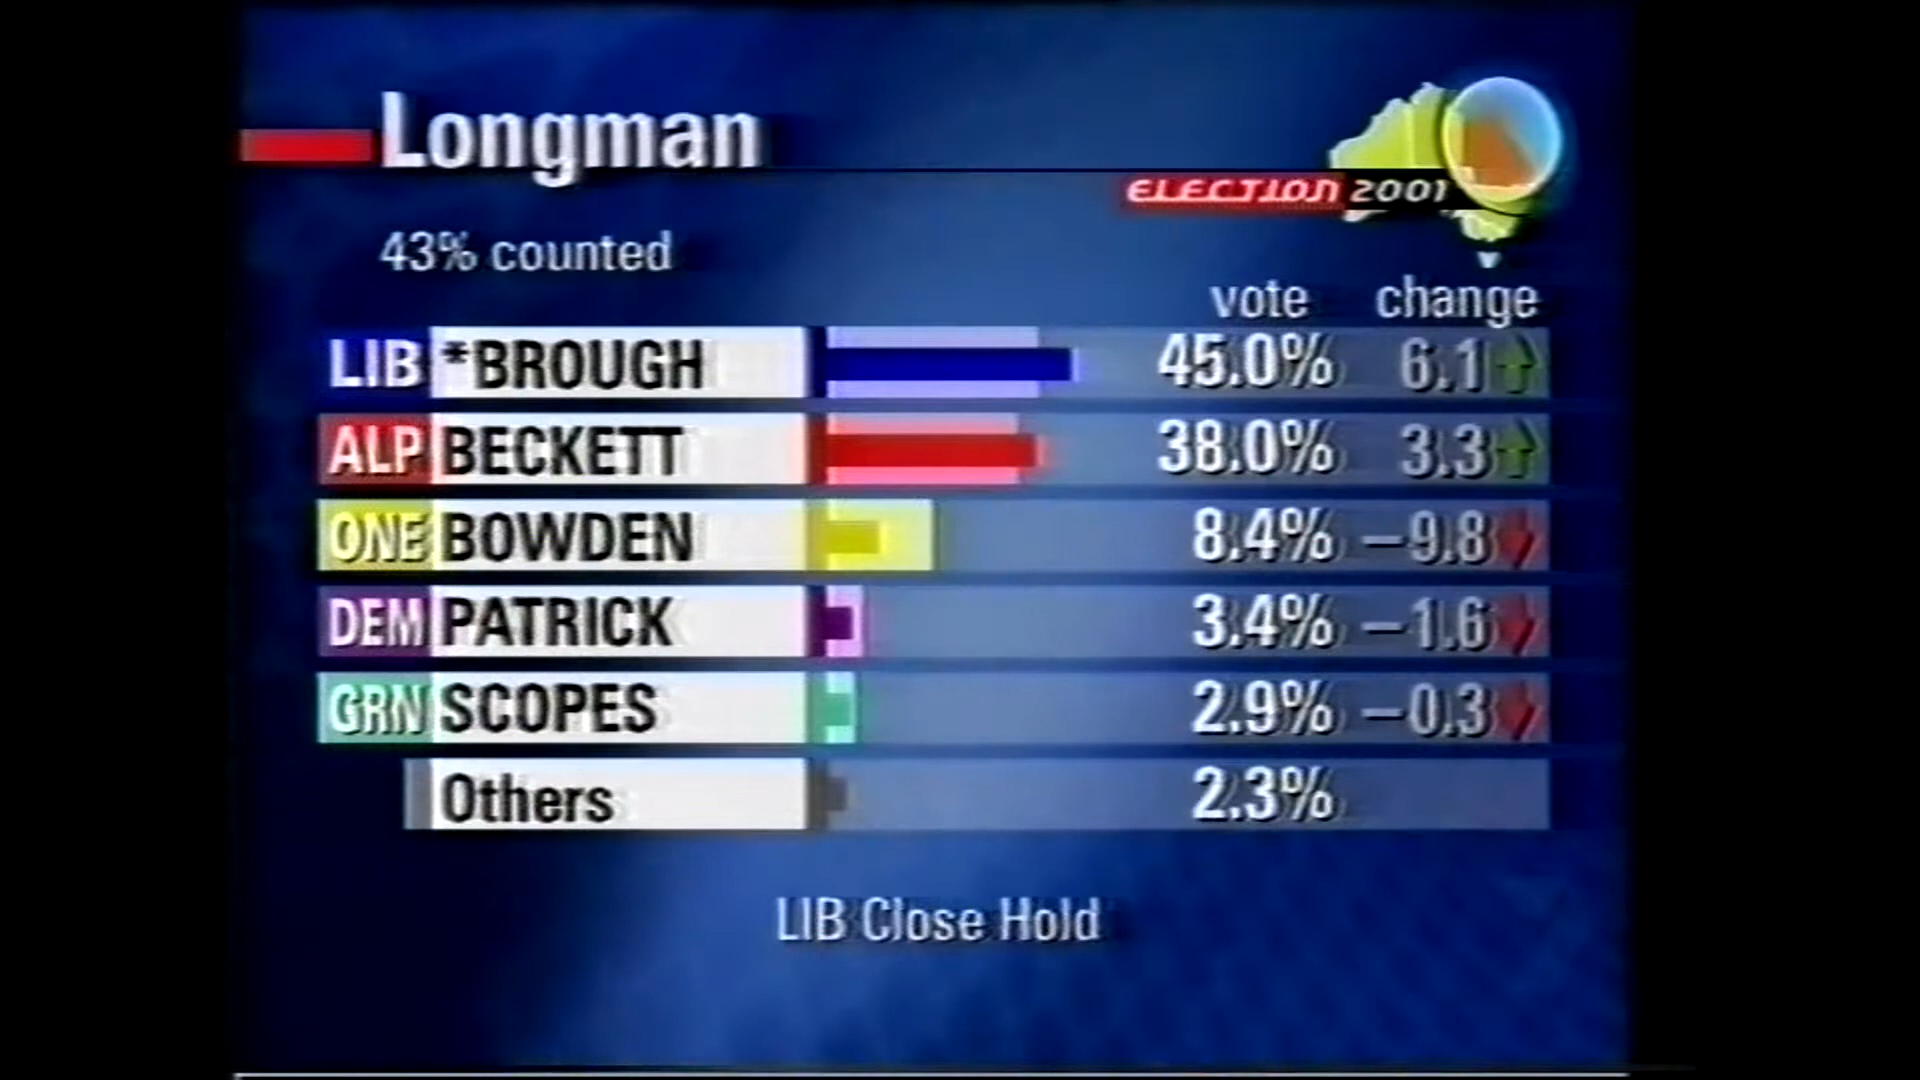 Longman
ELECTION 2001
43% counted
vote change
LIB *BROUGH 45.0% 6.1
ALP BECKETT 38.0% 3.3
ONE BOWDEN 8.4% –9.8
DEM PATRICK 3.4% –1.6
GRN SCOPES 2.9% –0.3
Others 2.3%
LIB Close Hold